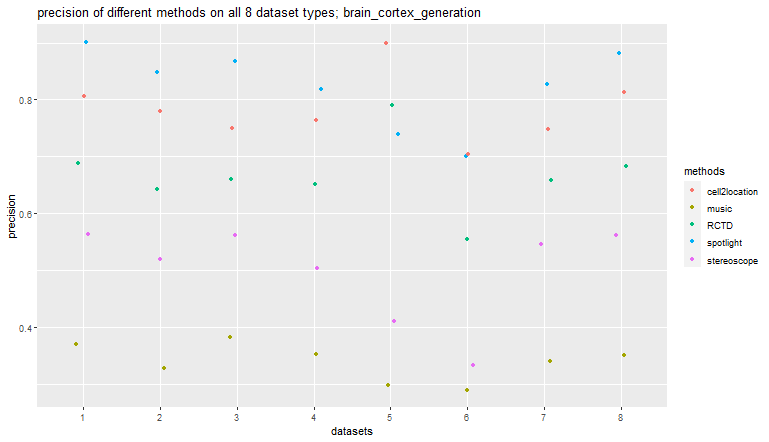 precision of different methods on all 8 dataset types; brain_cortex_generation
precision
0.8
0.6
0.4
1 2 3 4 5 6 7 8
datasets
methods
cell2location
music
RCTD
spotlight
stereoscope